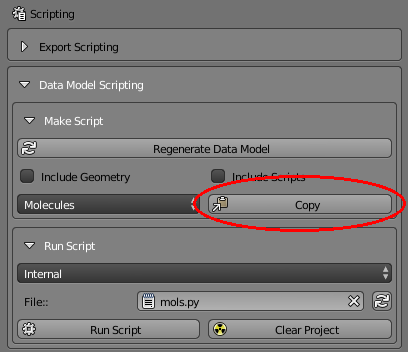 Scripting
Export Scripting
Data Model Scripting
Make Script
Regenerate Data Model
Include Geometry Include Scripts
Molecules Copy
Run Script
Internal
File:: mols.py
Run Script Clear Project